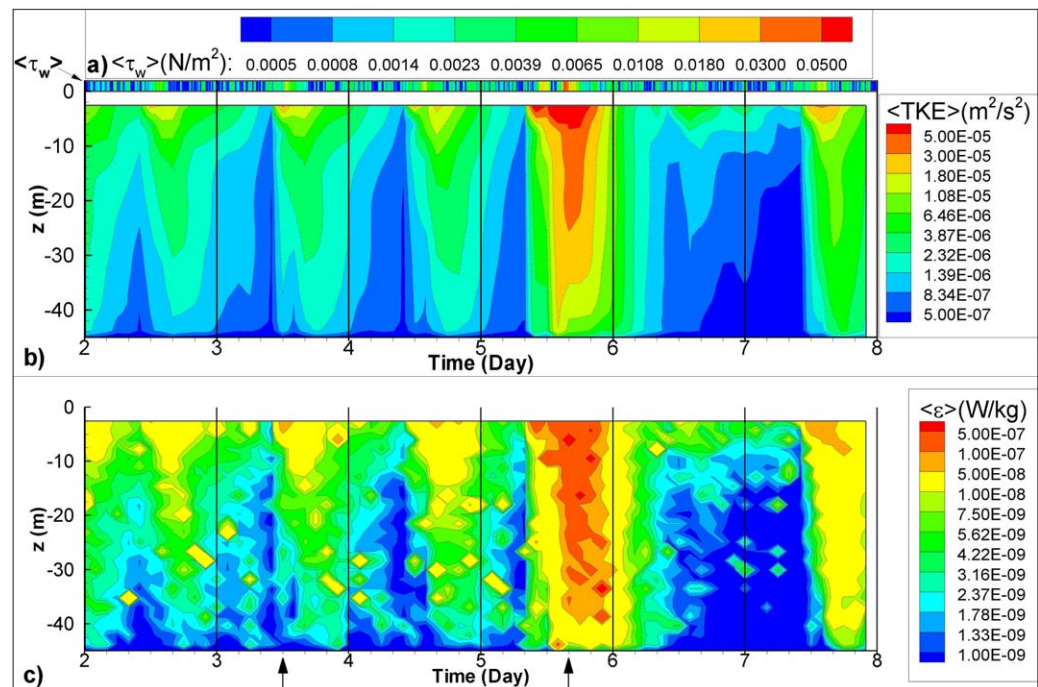 <τw>
a) <τw>(N/m²): 0.0005 0.0008 0.0014 0.0023 0.0039 0.0065 0.0108 0.0180 0.0300 0.0500
0
-10
-20
-30
-40
z (m)
b)
2 3 4 5 6 7 8
Time (Day)
<TKE>(m²/s²)
5.00E-05
3.00E-05
1.80E-05
1.08E-05
6.46E-06
3.87E-06
2.32E-06
1.39E-06
8.34E-07
5.00E-07
0
-10
-20
-30
-40
z (m)
c)
2 3 4 5 6 7 8
Time (Day)
<ε>(W/kg)
5.00E-07
1.00E-07
5.00E-08
1.00E-08
7.50E-09
5.62E-09
4.22E-09
3.16E-09
2.37E-09
1.78E-09
1.33E-09
1.00E-09